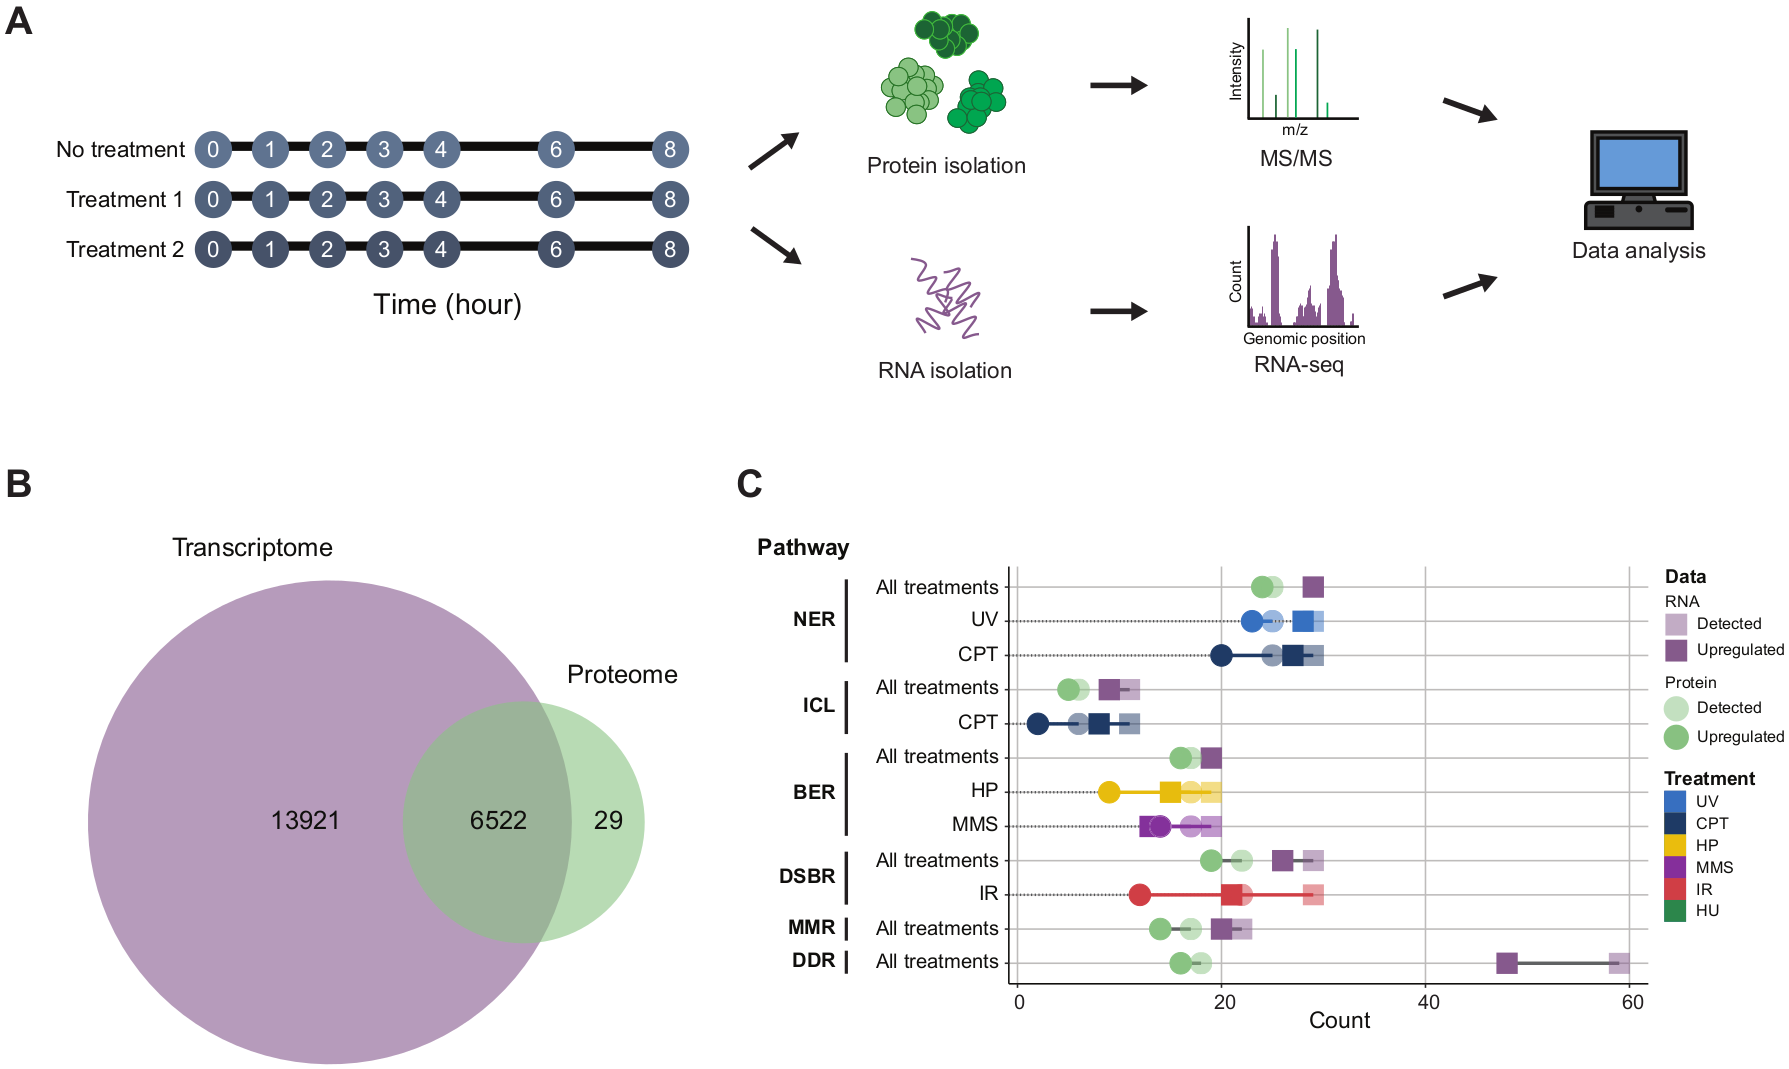 A
No treatment 0 1 2 3 4 6 8
Treatment 1 0 1 2 3 4 6 8
Treatment 2 0 1 2 3 4 6 8
Time (hour)
Protein isolation
Intensity
m/z
MS/MS
RNA isolation
Count
Genomic position
RNA-seq
Data analysis
B
Transcriptome
Proteome
13921
6522
29
C
Pathway
NER
All treatments
UV
CPT
ICL
All treatments
CPT
BER
All treatments
HP
MMS
DSBR
All treatments
IR
MMR
All treatments
DDR
All treatments
0 20 40 60
Count
Data
RNA
Detected
Upregulated
Protein
Detected
Upregulated
Treatment
UV
CPT
HP
MMS
IR
HU